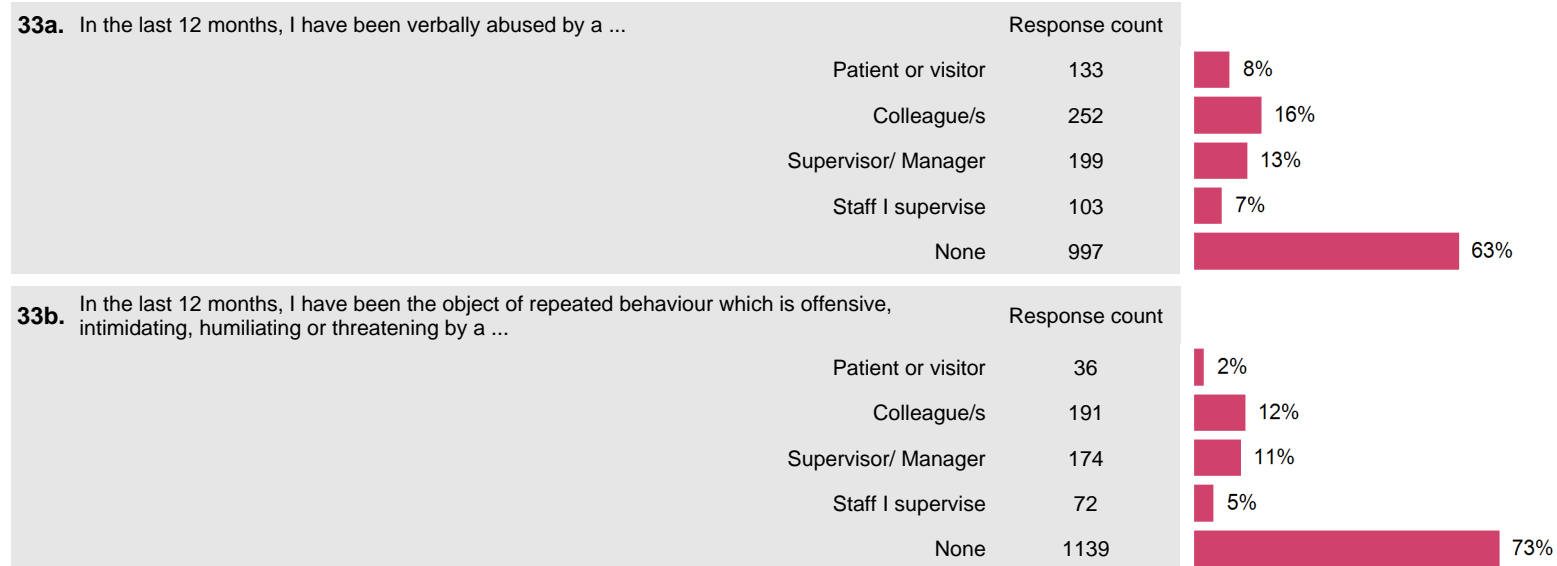 33a. In the last 12 months, I have been verbally abused by a ... Response count
Patient or visitor 133 8%
Colleague/s 252 16%
Supervisor/ Manager 199 13%
Staff I supervise 103 7%
None 997 63%
33b. In the last 12 months, I have been the object of repeated behaviour which is offensive,
intimidating, humiliating or threatening by a ... Response count
Patient or visitor 36 2%
Colleague/s 191 12%
Supervisor/ Manager 174 11%
Staff I supervise 72 5%
None 1139 73%